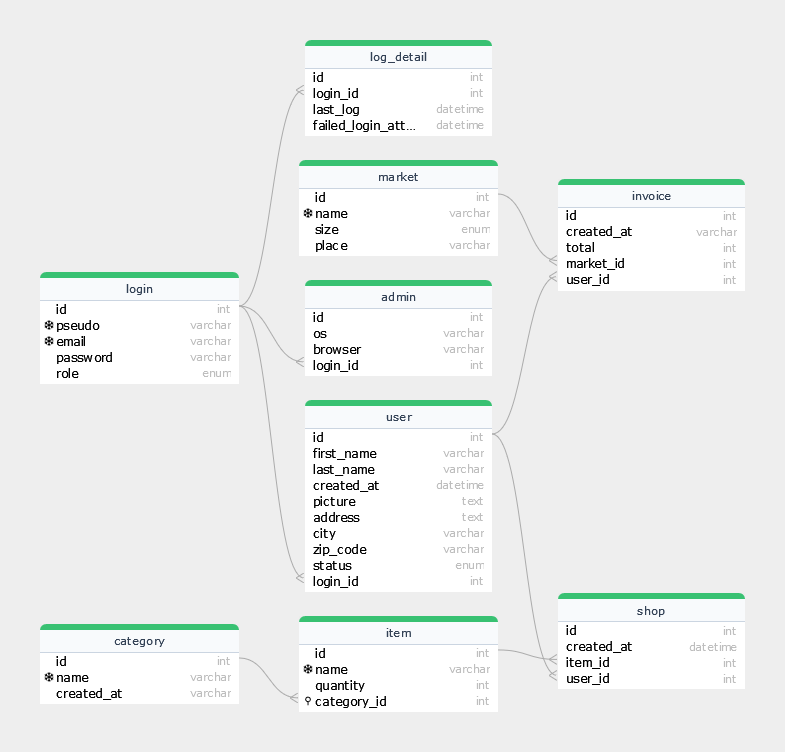 log_detail
id int
login_id int
last_log datetime
failed_login_att... datetime
market
id int
name varchar
size enum
place varchar
invoice
id int
created_at varchar
total int
market_id int
user_id int
login
id int
pseudo varchar
email varchar
password varchar
role enum
admin
id int
os varchar
browser varchar
login_id int
user
id int
first_name varchar
last_name varchar
created_at datetime
picture text
address text
city varchar
zip_code varchar
status enum
login_id int
shop
id int
created_at datetime
item_id int
user_id int
category
id int
name varchar
created_at varchar
item
id int
name varchar
quantity int
category_id int